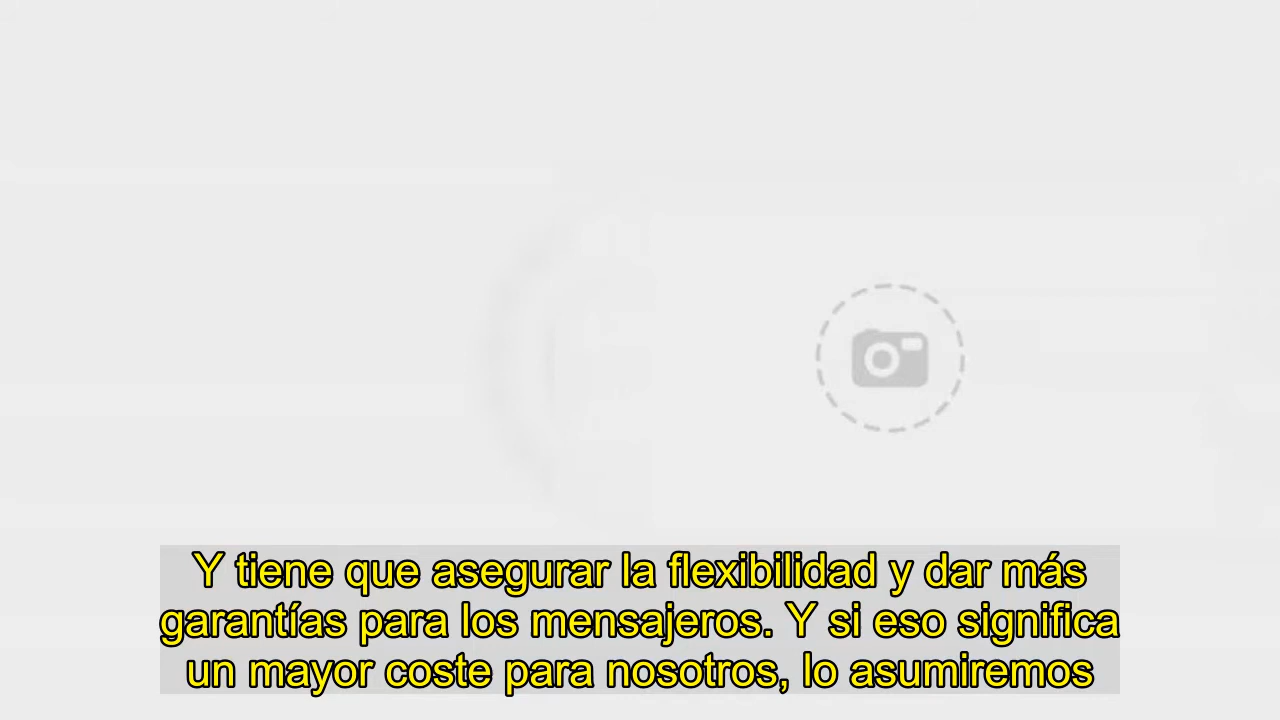 Y tiene que asegurar la flexibilidad y dar más
garantías para los mensajeros. Y si eso significa
un mayor coste para nosotros, lo asumiremos